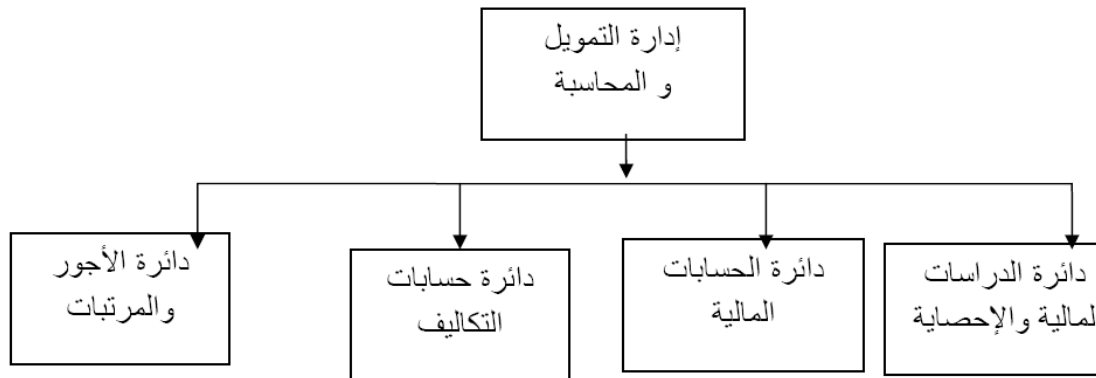 إدارة التمويل
و المحاسبة
دائرة الدراسات
لمالية والإحصاية
دائرة الحسابات
المالية
دائرة حسابات
التكاليف
دائرة الأجور
والمرتبات